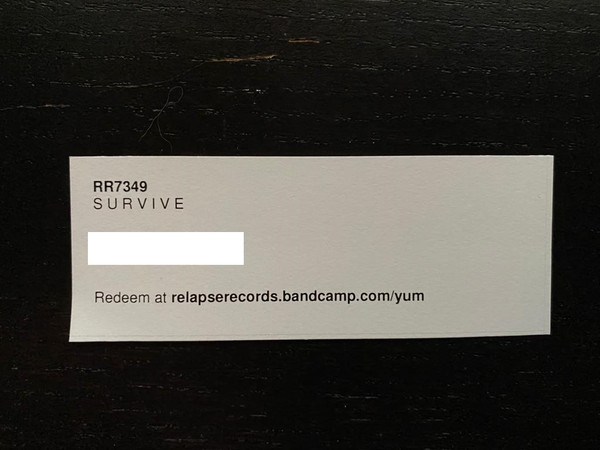 RR7349
SURVIVE
Redeem at relapserecords.bandcamp.com/yum